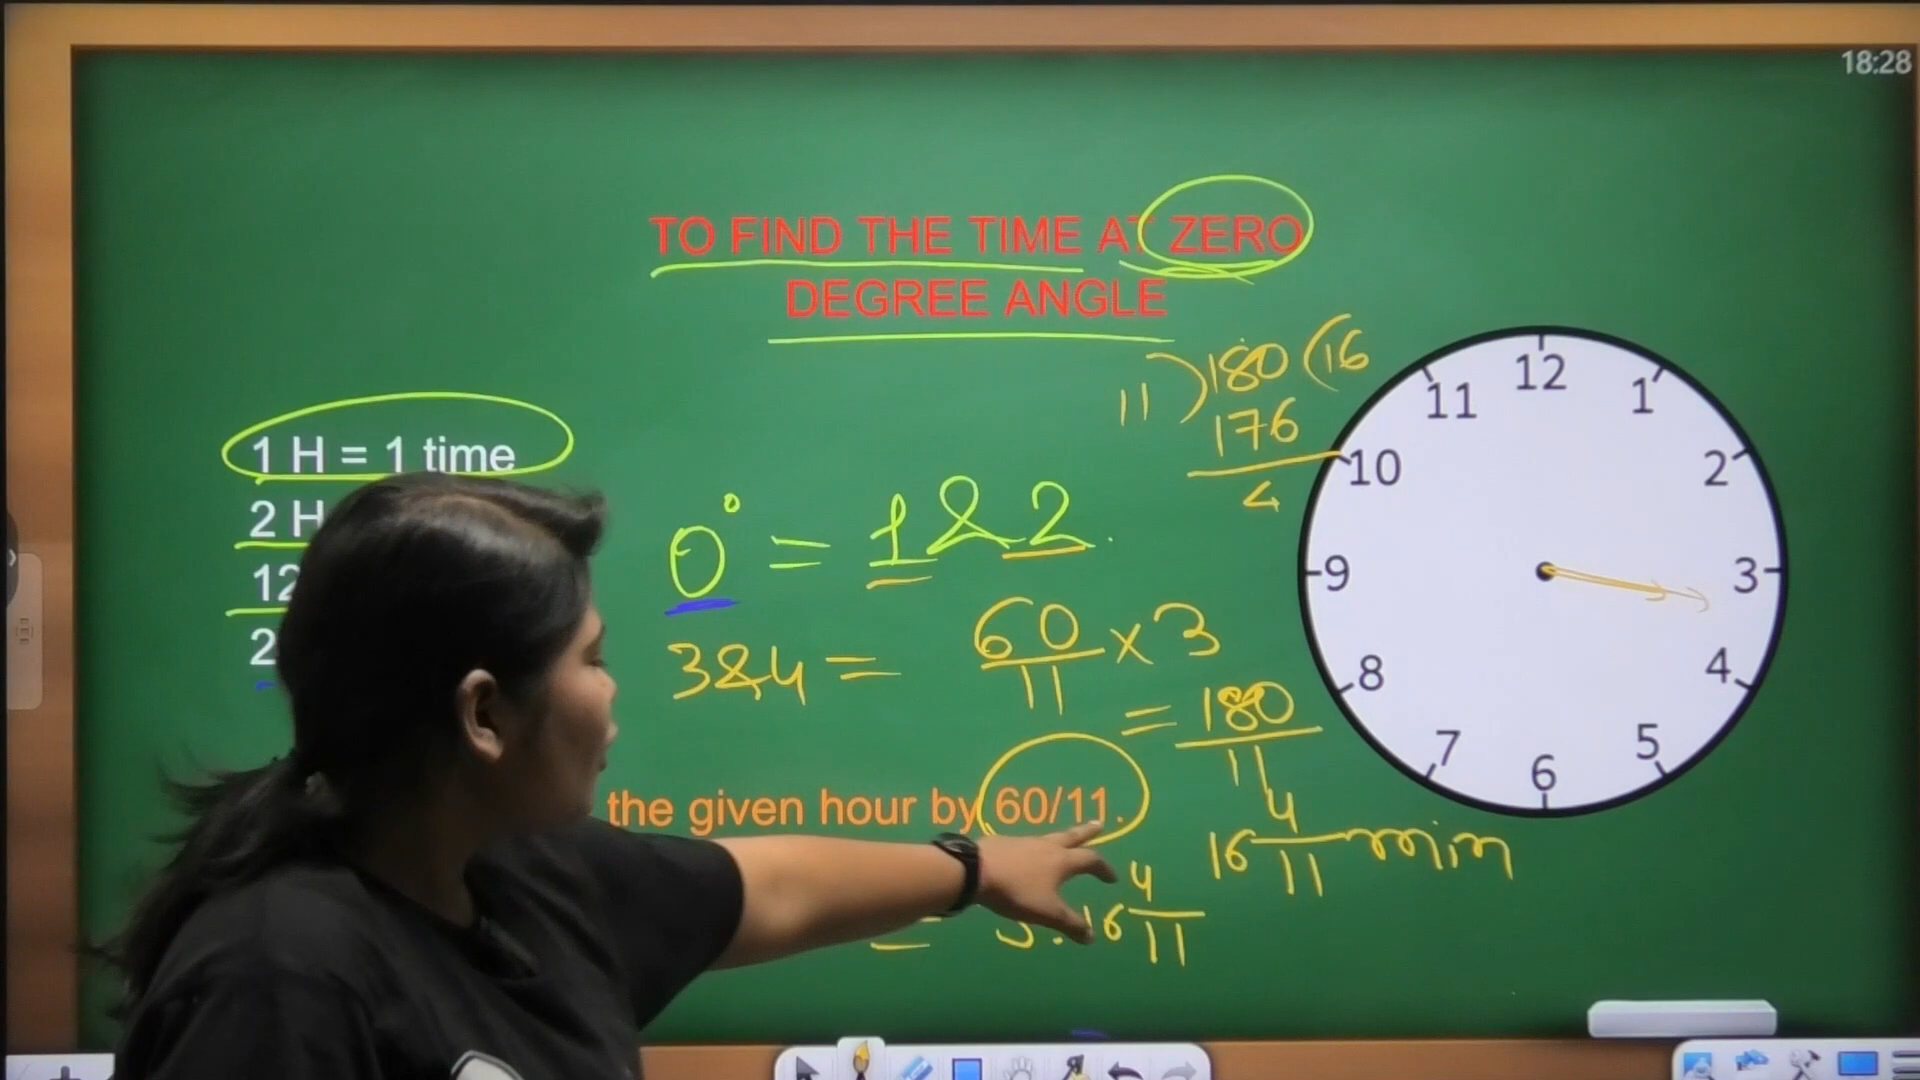 18:28
TO FIND THE TIME AT ZERO
DEGREE ANGLE
11 ) 180 ( 16
176
4
1 H = 1 time
2 H
12
2
0° = 1 & 2
3 & 4 = 60/11 × 3
= 180/11
the given hour by 60/11.
16 4/11 min
= : 16 4/11
12
1
2
3
4
5
6
7
8
9
10
11